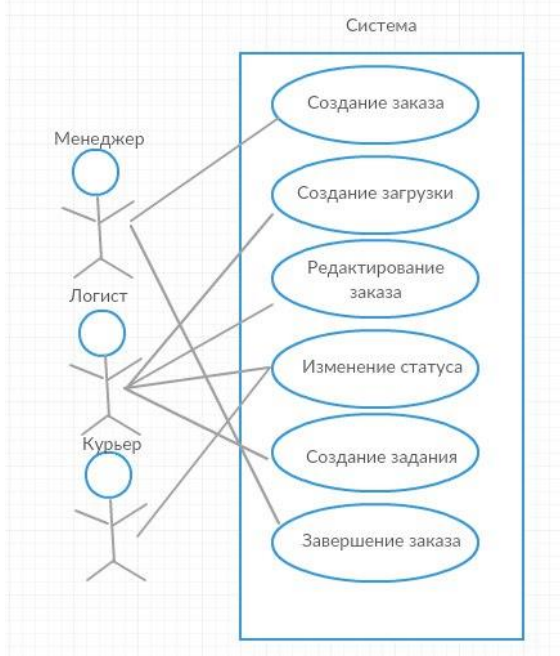 Система
Менеджер
Логист
Курьер
Создание заказа
Создание загрузки
Редактирование
заказа
Изменение статуса
Создание задания
Завершение заказа